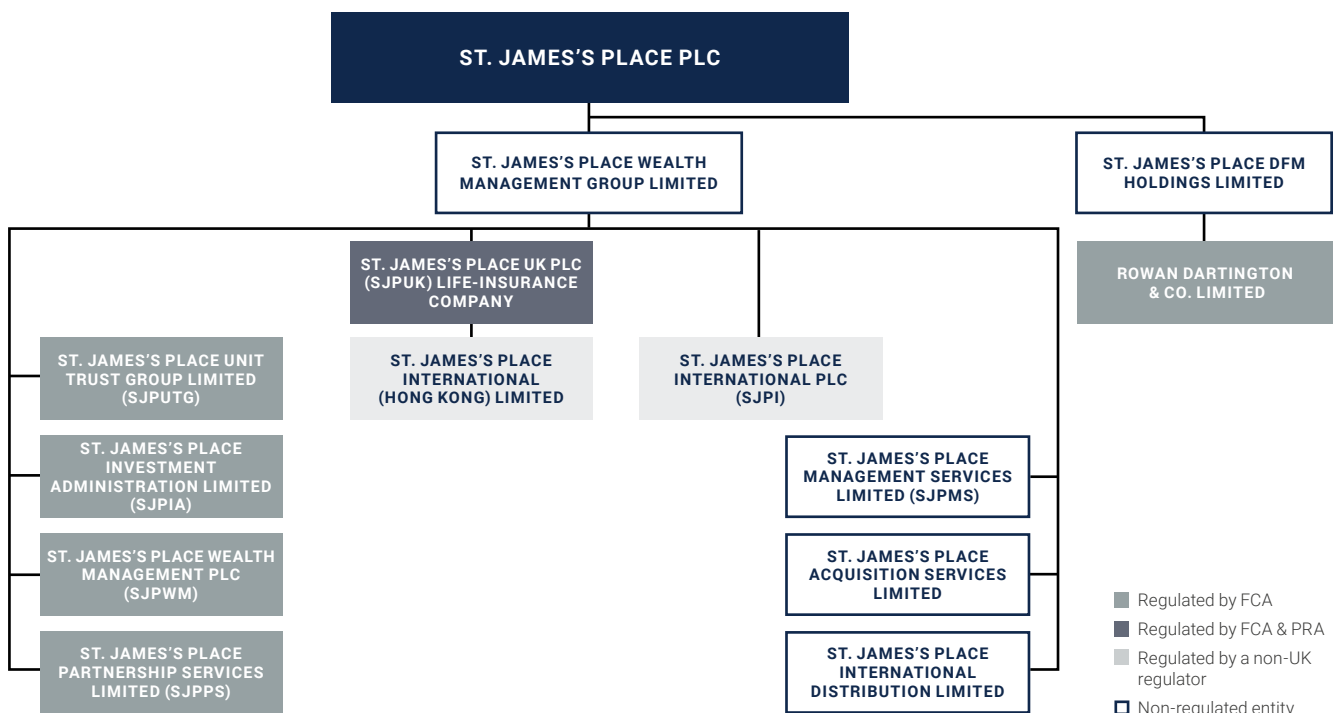 ST. JAMES'S PLACE PLC
ST. JAMES'S PLACE WEALTH
MANAGEMENT GROUP LIMITED
ST. JAMES'S PLACE DFM
HOLDINGS LIMITED
ST. JAMES'S PLACE UK PLC
(SJPUK) LIFE-INSURANCE
COMPANY
ROWAN DARTINGTON
& CO. LIMITED
ST. JAMES'S PLACE UNIT
TRUST GROUP LIMITED
(SJPUTG)
ST. JAMES'S PLACE
INTERNATIONAL
(HONG KONG) LIMITED
ST. JAMES'S PLACE
INTERNATIONAL PLC
(SJPI)
ST. JAMES'S PLACE
INVESTMENT
ADMINISTRATION LIMITED
(SJPIA)
ST. JAMES'S PLACE
MANAGEMENT SERVICES
LIMITED (SJPMS)
ST. JAMES'S PLACE WEALTH
MANAGEMENT PLC
(SJPWM)
ST. JAMES'S PLACE
ACQUISITION SERVICES
LIMITED
ST. JAMES'S PLACE
PARTNERSHIP SERVICES
LIMITED (SJPPS)
ST. JAMES'S PLACE
INTERNATIONAL
DISTRIBUTION LIMITED
Regulated by FCA
Regulated by FCA & PRA
Regulated by a non-UK
regulator
Non-regulated entity